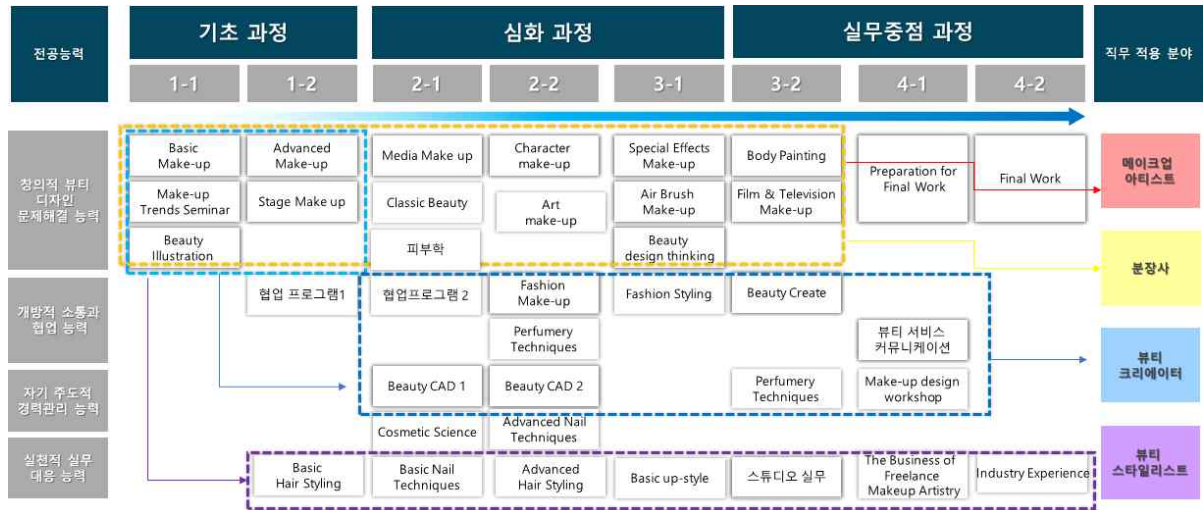 전공능력
기초 과정
심화 과정
실무중점 과정
직무 적용 분야
1-1
1-2
2-1
2-2
3-1
3-2
4-1
4-2
창의적 뷰티
디자인
문제해결 능력
Basic
Make-up
Advanced
Make-up
Media Make up
Character
make-up
Special Effects
Make-up
Body Painting
Preparation for
Final Work
Final Work
메이크업
아티스트
Make-up
Trends Seminar
Stage Make up
Classic Beauty
Art
make-up
Air Brush
Make-up
Film & Television
Make-up
Beauty
Illustration
피부학
Beauty
design thinking
분장사
개방적 소통과
협업 능력
협업 프로그램1
협업프로그램 2
Fashion
Make-up
Fashion Styling
Beauty Create
Perfumery
Techniques
뷰티 서비스
커뮤니케이션
뷰티
크리에이터
자기 주도적
경력관리 능력
Beauty CAD 1
Beauty CAD 2
Perfumery
Techniques
Make-up design
workshop
Cosmetic Science
Advanced Nail
Techniques
실천적 실무
대응 능력
Basic
Hair Styling
Basic Nail
Techniques
Advanced
Hair Styling
Basic up-style
스튜디오 실무
The Business of
Freelance
Makeup Artistry
Industry Experience
뷰티
스타일리스트